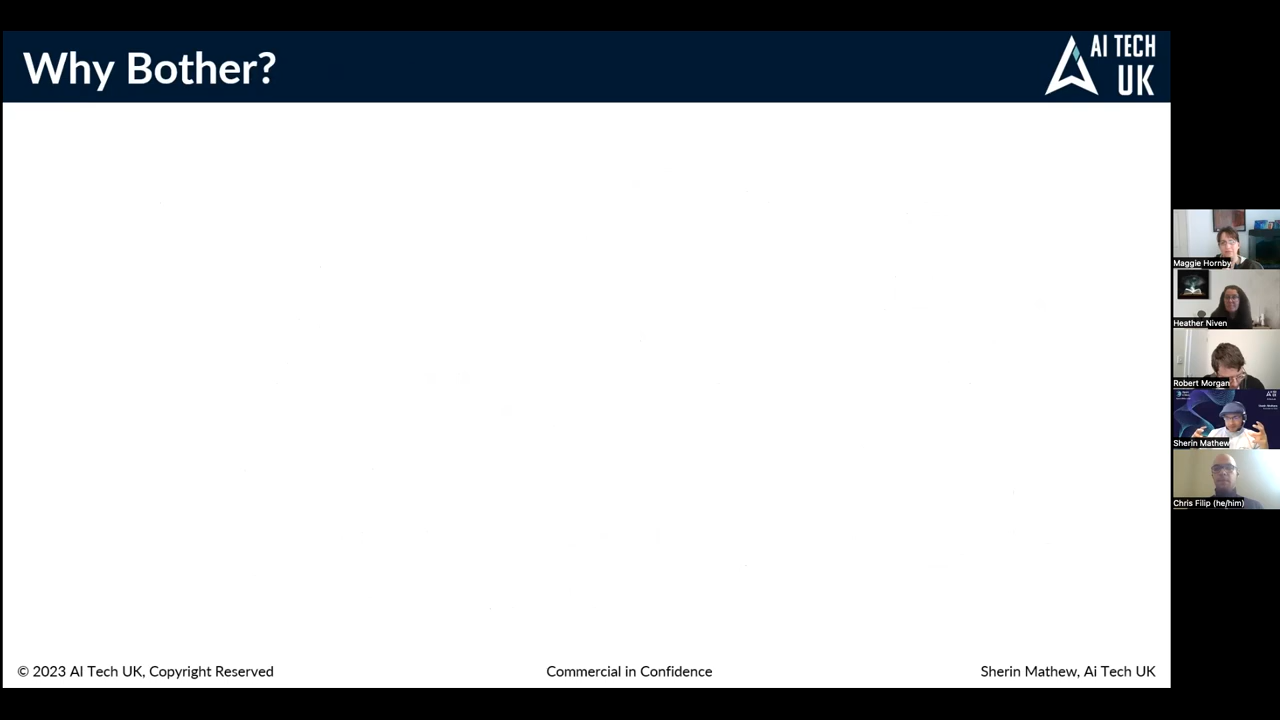 Why Bother?
AI TECH
UK
Maggie Hornby
Heather Niven
Robert Morgan
Sherin Mathew
Chris Filip (he/him)
© 2023 AI Tech UK, Copyright Reserved
Commercial in Confidence
Sherin Mathew, Ai Tech UK